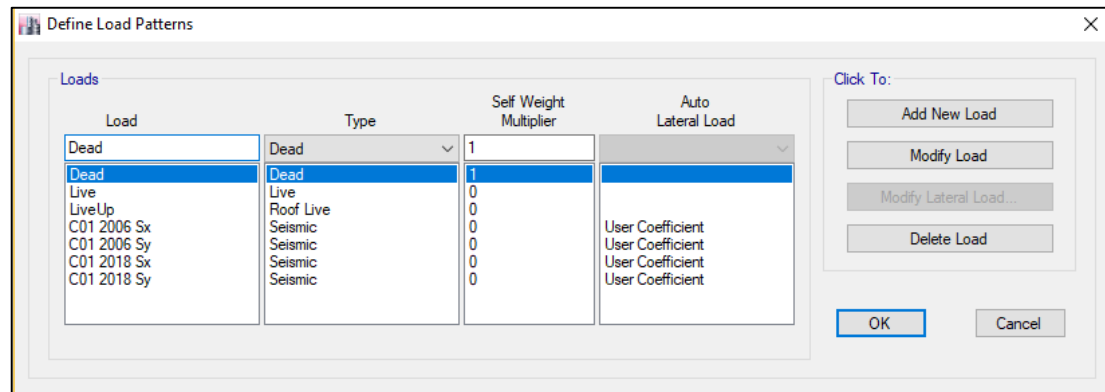 Define Load Patterns
Loads
Click To:
Load Type Self Weight Multiplier Auto Lateral Load
Dead Dead 1
Dead Dead 1
Live Live 0
LiveUp Roof Live 0
C01 2006 Sx Seismic 0 User Coefficient
C01 2006 Sy Seismic 0 User Coefficient
C01 2018 Sx Seismic 0 User Coefficient
C01 2018 Sy Seismic 0 User Coefficient
Add New Load
Modify Load
Modify Lateral Load...
Delete Load
OK Cancel